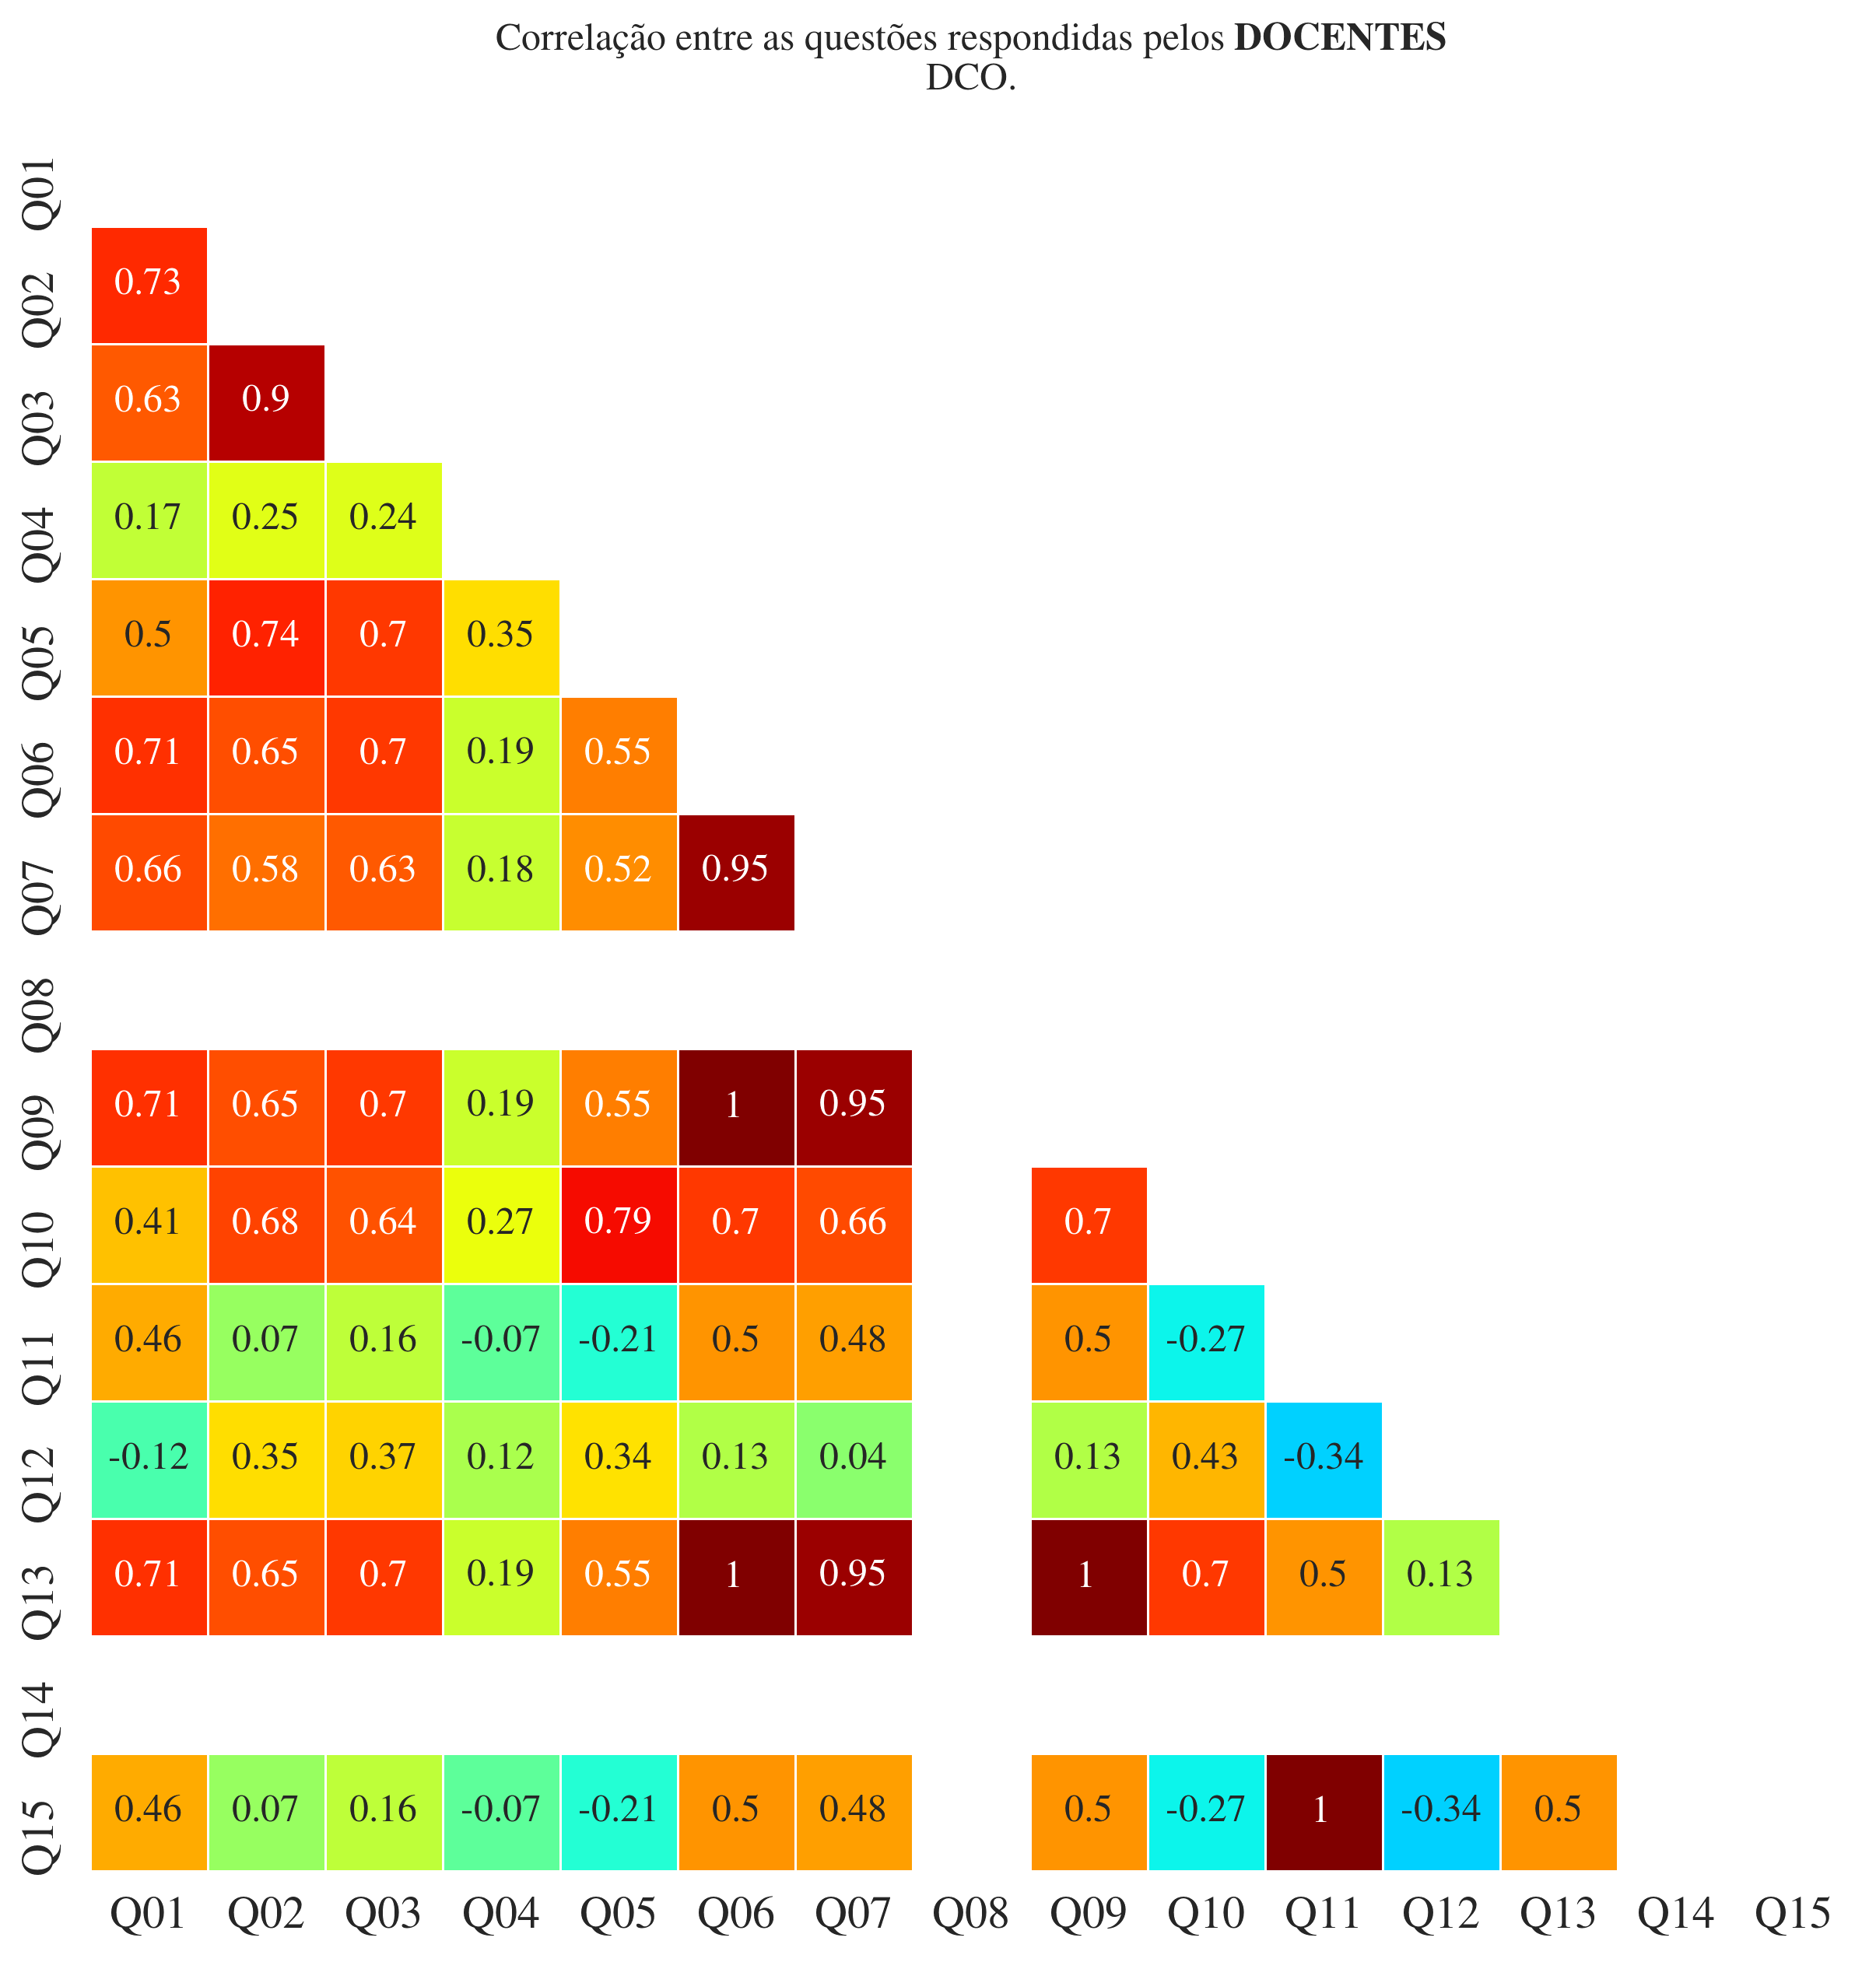 Correlação entre as questões respondidas pelos DOCENTES
DCO.
Q01
Q02 0.73
Q03 0.63 0.9
Q04 0.17 0.25 0.24
Q05 0.5 0.74 0.7 0.35
Q06 0.71 0.65 0.7 0.19 0.55
Q07 0.66 0.58 0.63 0.18 0.52 0.95
Q08
Q09 0.71 0.65 0.7 0.19 0.55 1 0.95
Q10 0.41 0.68 0.64 0.27 0.79 0.7 0.66 0.7
Q11 0.46 0.07 0.16 -0.07 -0.21 0.5 0.48 0.5 -0.27
Q12 -0.12 0.35 0.37 0.12 0.34 0.13 0.04 0.13 0.43 -0.34
Q13 0.71 0.65 0.7 0.19 0.55 1 0.95 1 0.7 0.5 0.13
Q14
Q15 0.46 0.07 0.16 -0.07 -0.21 0.5 0.48 0.5 -0.27 1 -0.34 0.5
Q01 Q02 Q03 Q04 Q05 Q06 Q07 Q08 Q09 Q10 Q11 Q12 Q13 Q14 Q15